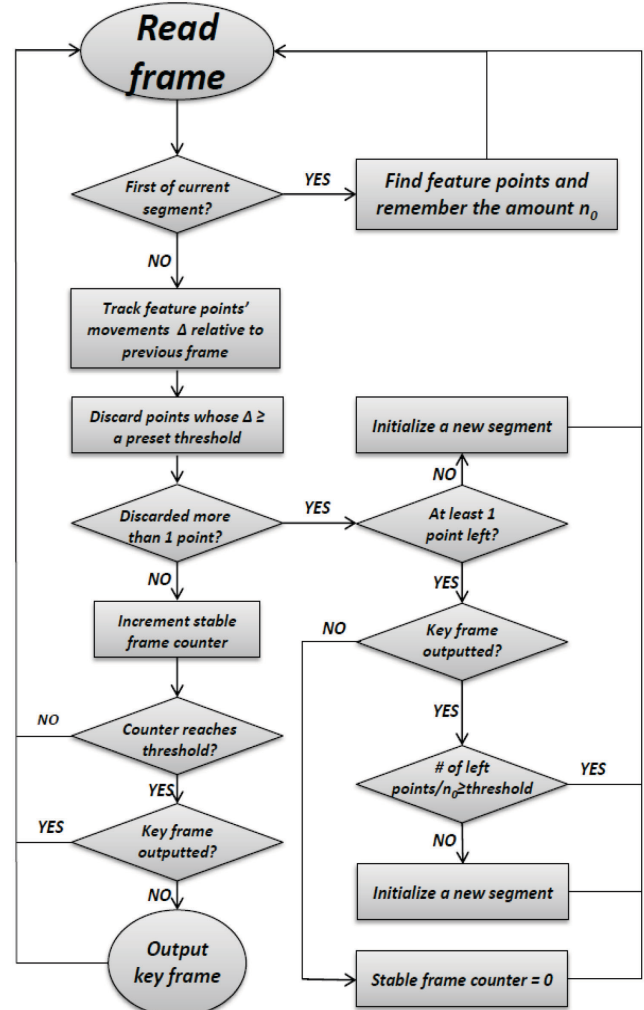 Read
frame
First of current
segment?
YES
Find feature points and
remember the amount n₀
NO
Track feature points'
movements Δ relative to
previous frame
Discard points whose Δ ≥
a preset threshold
Initialize a new segment
NO
Discarded more
than 1 point?
YES
At least 1
point left?
NO
YES
Increment stable
frame counter
NO
Key frame
outputted?
NO
Counter reaches
threshold?
YES
# of left
points/n₀≥threshold
YES
YES
YES
Key frame
outputted?
NO
NO
Initialize a new segment
Output
key frame
Stable frame counter = 0